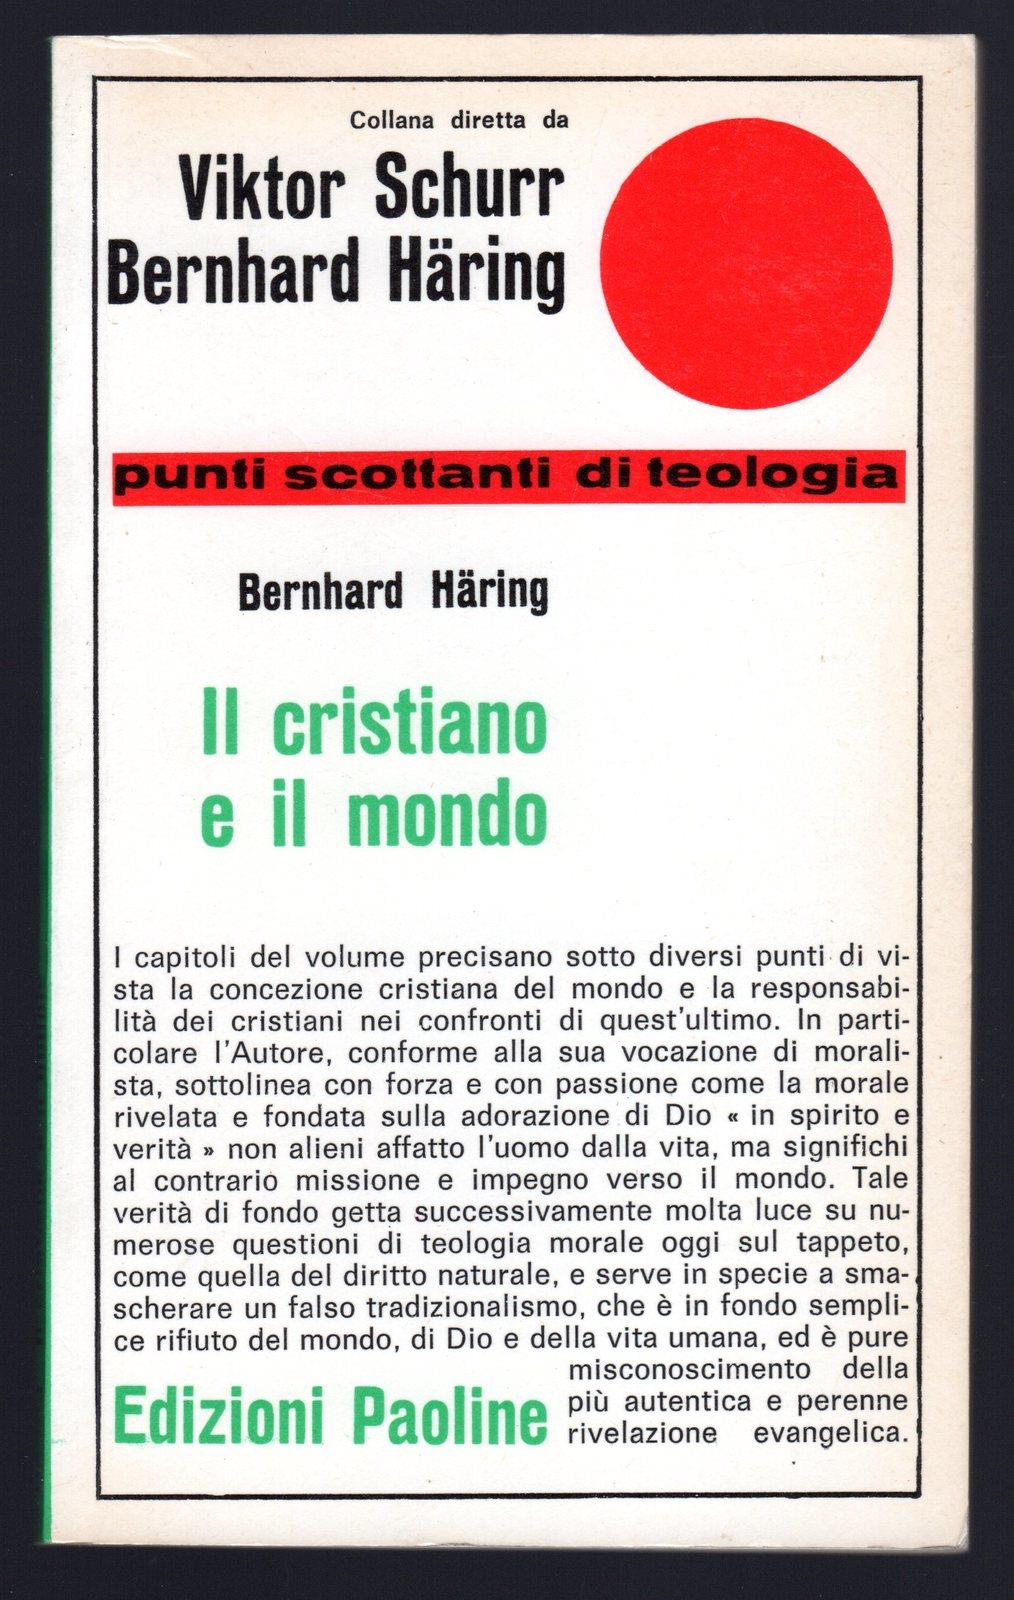 Collana diretta da
Viktor Schurr
Bernhard Häring
punti scottanti di teologia
Bernhard Häring
Il cristiano
e il mondo
I capitoli del volume precisano sotto diversi punti di vi-
sta la concezione cristiana del mondo e la responsabi-
lità dei cristiani nei confronti di quest'ultimo. In parti-
colare l'Autore, conforme alla sua vocazione di morali-
sta, sottolinea con forza e con passione come la morale
rivelata e fondata sulla adorazione di Dio « in spirito e
verità » non alieni affatto l'uomo dalla vita, ma significhi
al contrario missione e impegno verso il mondo. Tale
verità di fondo getta successivamente molta luce su nu-
merose questioni di teologia morale oggi sul tappeto,
come quella del diritto naturale, e serve in specie a sma-
scherare un falso tradizionalismo, che è in fondo sempli-
ce rifiuto del mondo, di Dio e della vita umana, ed è pure
misconoscimento della
più autentica e perenne
rivelazione evangelica.
Edizioni Paoline